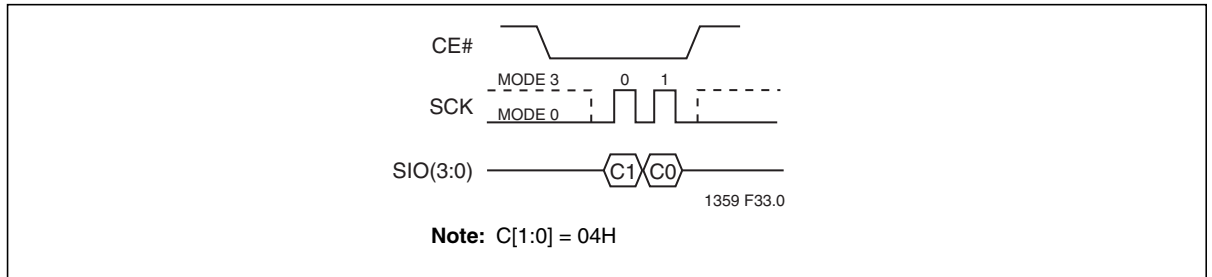 CE#
MODE 3 0 1
SCK
MODE 0
SIO(3:0) C1 C0
1359 F33.0
Note: C[1:0] = 04H